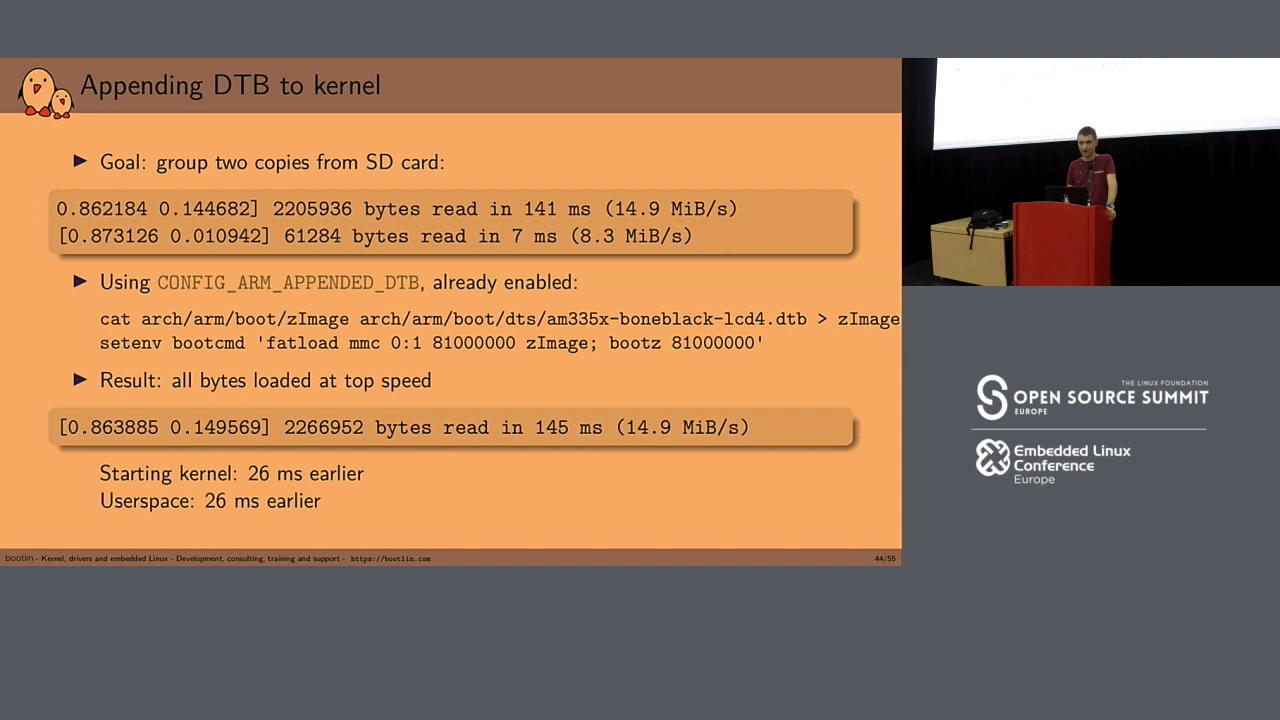 Appending DTB to kernel
Goal: group two copies from SD card:
0.862184 0.144682] 2205936 bytes read in 141 ms (14.9 MiB/s)
[0.873126 0.010942] 61284 bytes read in 7 ms (8.3 MiB/s)
Using CONFIG_ARM_APPENDED_DTB, already enabled:
cat arch/arm/boot/zImage arch/arm/boot/dts/am335x-boneblack-lcd4.dtb > zImage
setenv bootcmd 'fatload mmc 0:1 81000000 zImage; bootz 81000000'
Result: all bytes loaded at top speed
[0.863885 0.149569] 2266952 bytes read in 145 ms (14.9 MiB/s)
Starting kernel: 26 ms earlier
Userspace: 26 ms earlier
bootlin - Kernel, drivers and embedded Linux - Development, consulting, training and support - https://bootlin.com
44/55
THE LINUX FOUNDATION
OPEN SOURCE SUMMIT
EUROPE
Embedded Linux
Conference
Europe